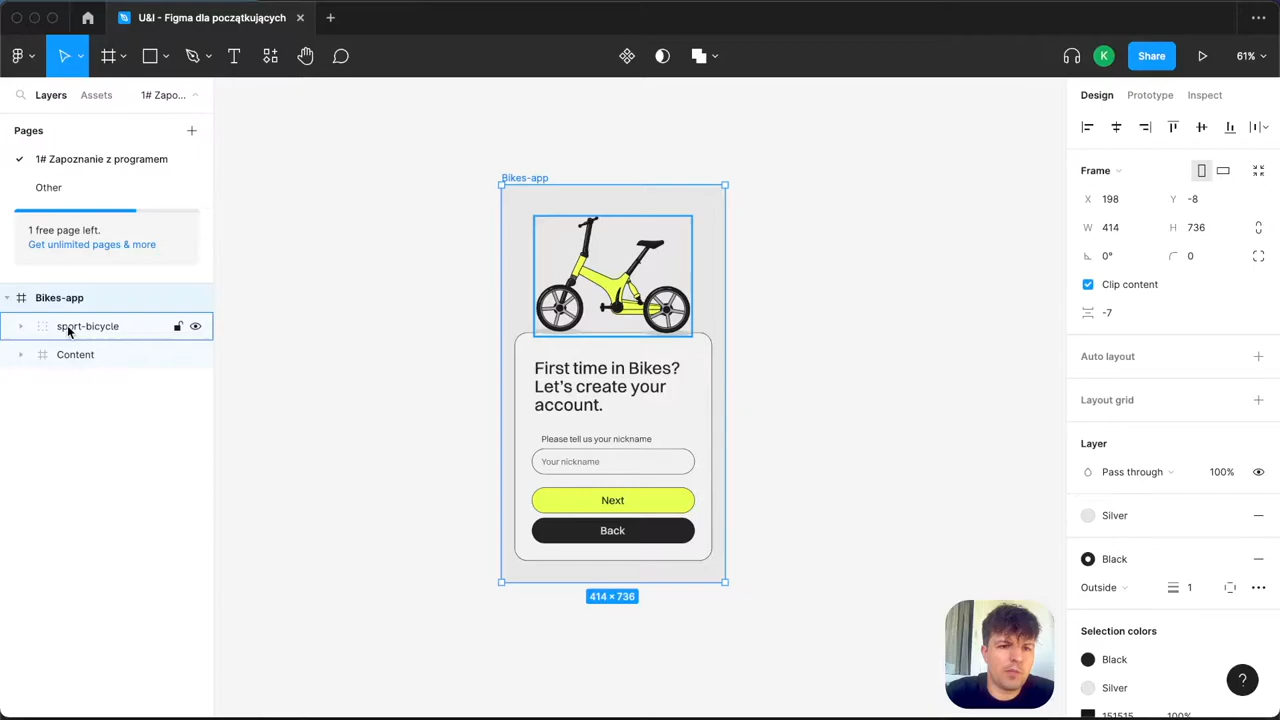 U&I - Figma dla początkujących
K
Share
61%
Layers
Assets
1# Zapo...
Pages
1# Zapoznanie z programem
Other
1 free page left.
Get unlimited pages & more
Bikes-app
sport-bicycle
Content
Bikes-app
First time in Bikes?
Let's create your
account.
Please tell us your nickname
Your nickname
Next
Back
414 × 736
Design
Prototype
Inspect
Frame
X 198 Y -8
W 414 H 736
0° 0
Clip content
-7
Auto layout
Layout grid
Layer
Pass through 100%
Silver
Black
Outside 1
Selection colors
Black
Silver
151515 100%
?